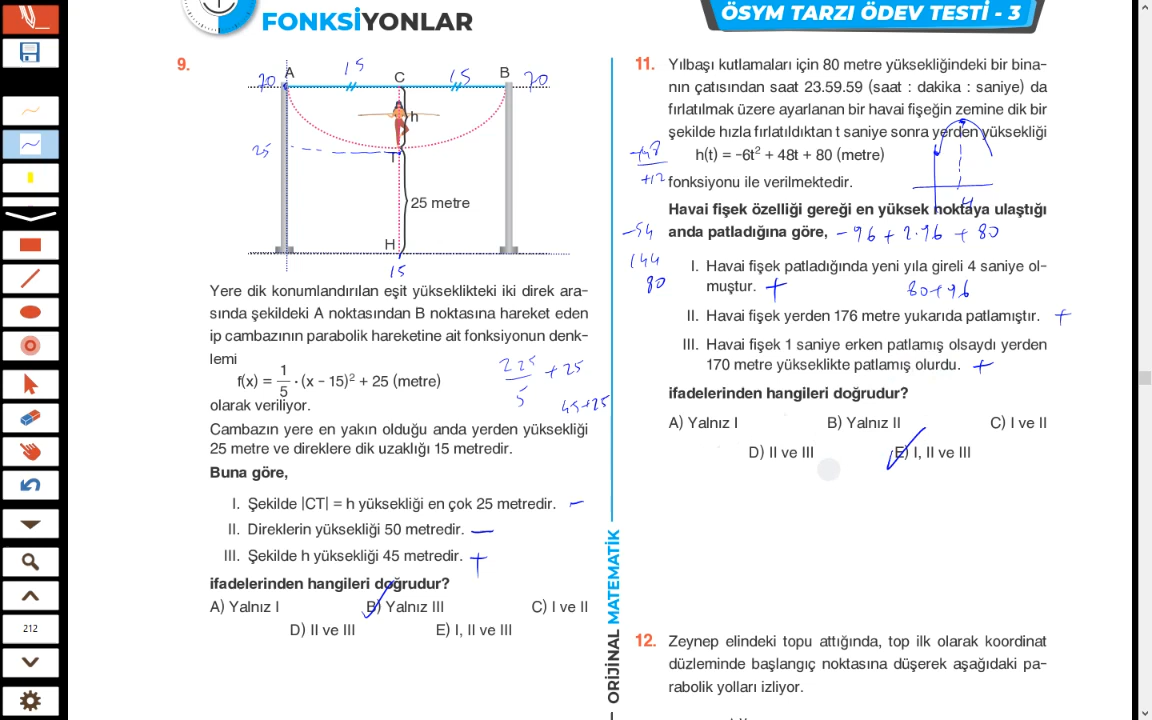 FONKSİYONLAR
ÖSYM TARZI ÖDEV TESTİ - 3
9.
A
C
B
70
15
15
70
h
25
T
25 metre
H
15
Yere dik konumlandırılan eşit yükseklikteki iki direk ara-
sında şekildeki A noktasından B noktasına hareket eden
ip cambazının parabolik hareketine ait fonksiyonun denk-
lemi
f(x) = 1/5 · (x – 15)² + 25 (metre)
olarak veriliyor.
225/5 + 25
45+25
Cambazın yere en yakın olduğu anda yerden yüksekliği
25 metre ve direklere dik uzaklığı 15 metredir.
Buna göre,
I. Şekilde |CT| = h yüksekliği en çok 25 metredir. –
II. Direklerin yüksekliği 50 metredir. –
III. Şekilde h yüksekliği 45 metredir. +
ifadelerinden hangileri doğrudur?
A) Yalnız I B) Yalnız III C) I ve II
D) II ve III E) I, II ve III
ORİJİNAL MATEMATİK
11. Yılbaşı kutlamaları için 80 metre yüksekliğindeki bir bina-
nın çatısından saat 23.59.59 (saat : dakika : saniye) da
fırlatılmak üzere ayarlanan bir havai fişeğin zemine dik bir
şekilde hızla fırlatıldıktan t saniye sonra yerden yüksekliği
h(t) = –6t² + 48t + 80 (metre)
fonksiyonu ile verilmektedir.
-48
+12
4
Havai fişek özelliği gereği en yüksek noktaya ulaştığı
anda patladığına göre, -96 + 2.96 + 80
-54
144
80
I. Havai fişek patladığında yeni yıla gireli 4 saniye ol-
muştur. +
80+96
II. Havai fişek yerden 176 metre yukarıda patlamıştır. +
III. Havai fişek 1 saniye erken patlamış olsaydı yerden
170 metre yükseklikte patlamış olurdu. +
ifadelerinden hangileri doğrudur?
A) Yalnız I B) Yalnız II C) I ve II
D) II ve III E) I, II ve III
12. Zeynep elindeki topu attığında, top ilk olarak koordinat
düzleminde başlangıç noktasına düşerek aşağıdaki pa-
rabolik yolları izliyor.
212